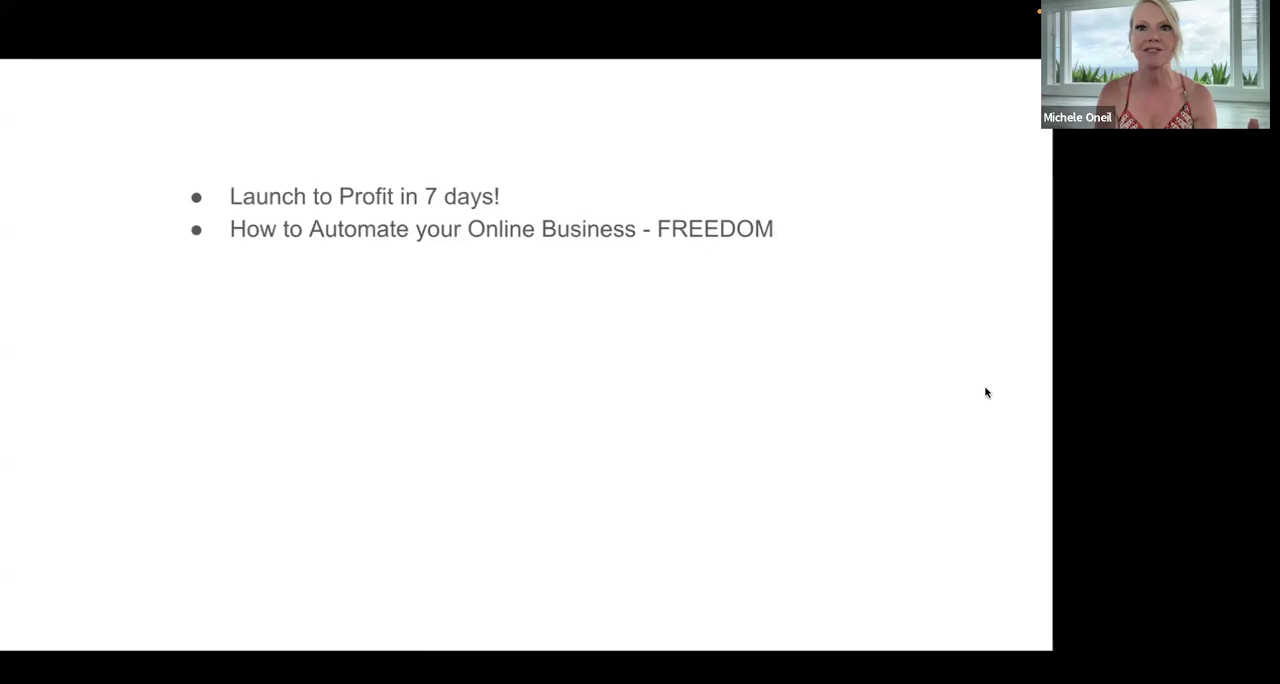 Michele Oneil
● Launch to Profit in 7 days!
● How to Automate your Online Business - FREEDOM